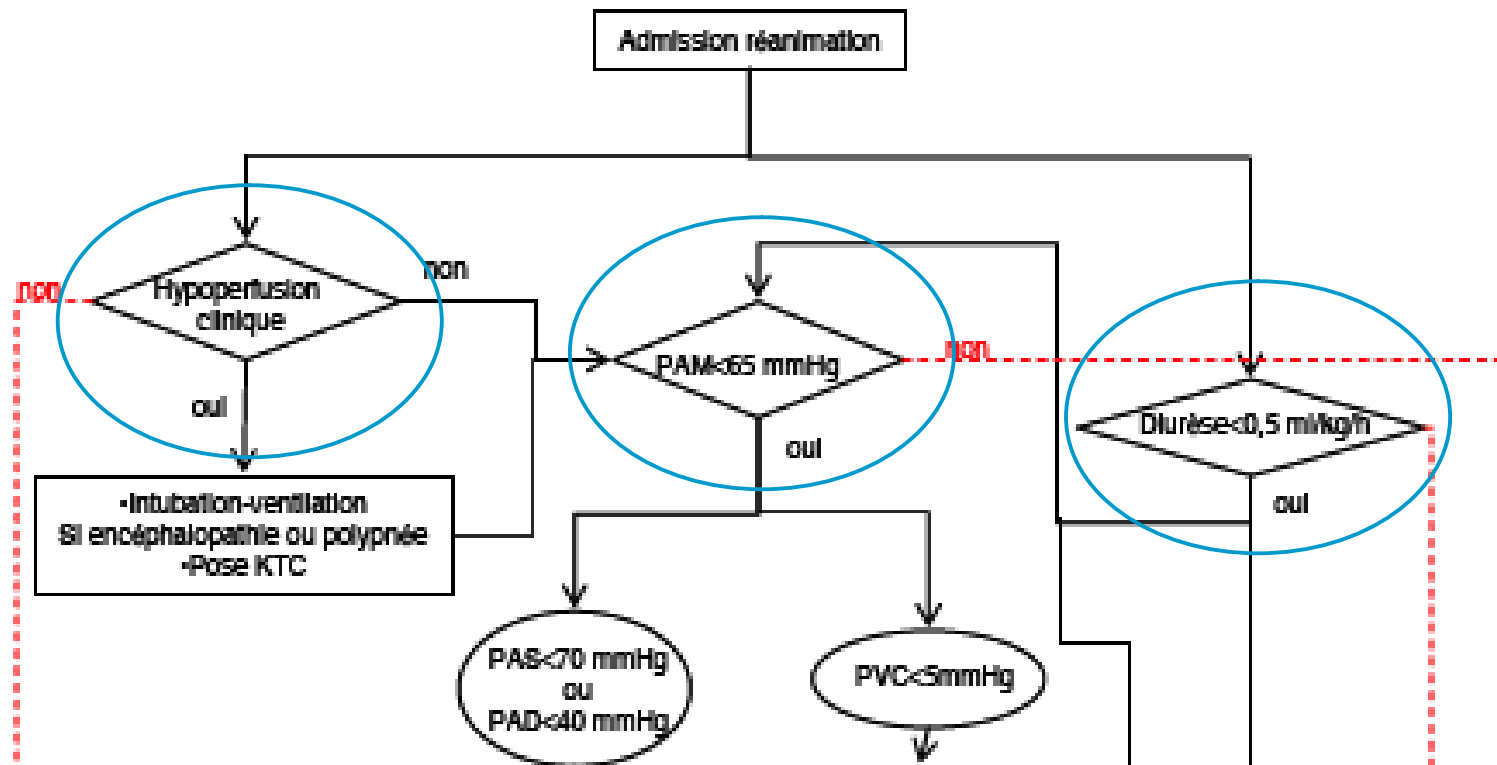 Admission réanimation
non
Hypoperfusion
clinique
non
oui
•Intubation-ventilation
Si encéphalopathie ou polypnée
•Pose KTC
PAM<65 mmHg
non
oui
Diurèse<0,5 ml/kg/h
oui
PAS<70 mmHg
ou
PAD<40 mmHg
PVC<5mmHg